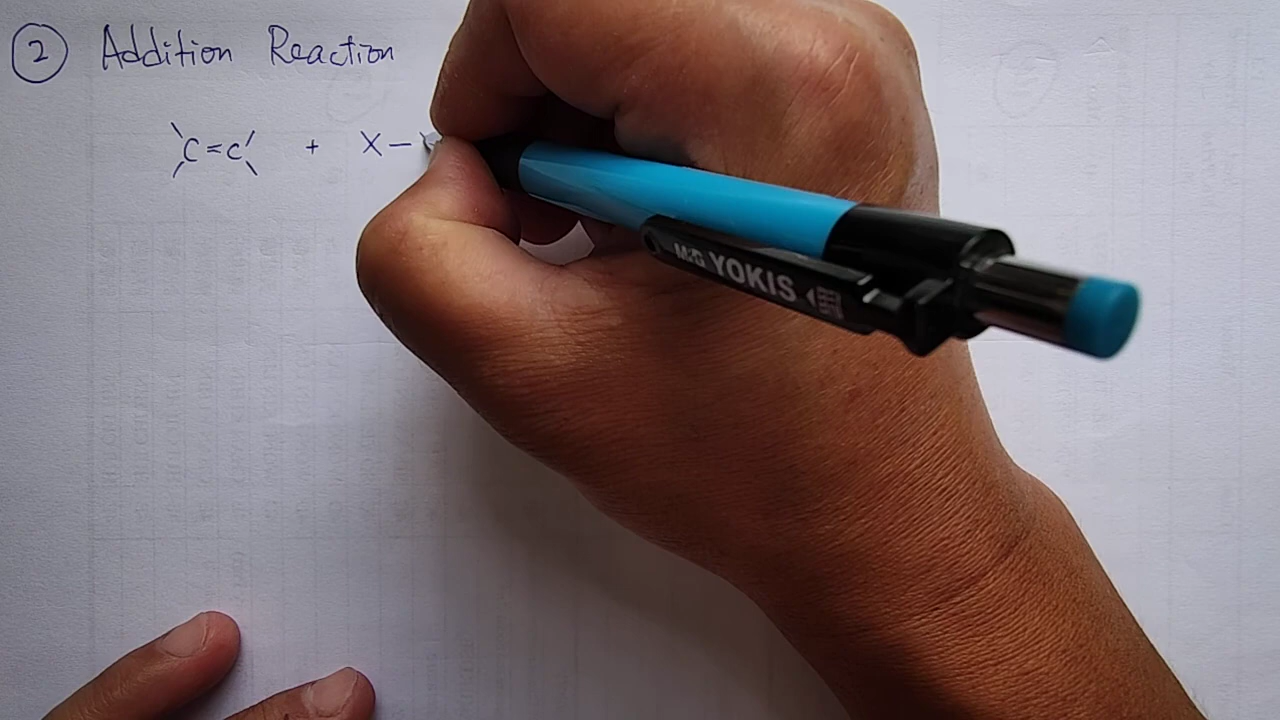 ② Addition Reaction
C=C + X—
M&G YOKIS